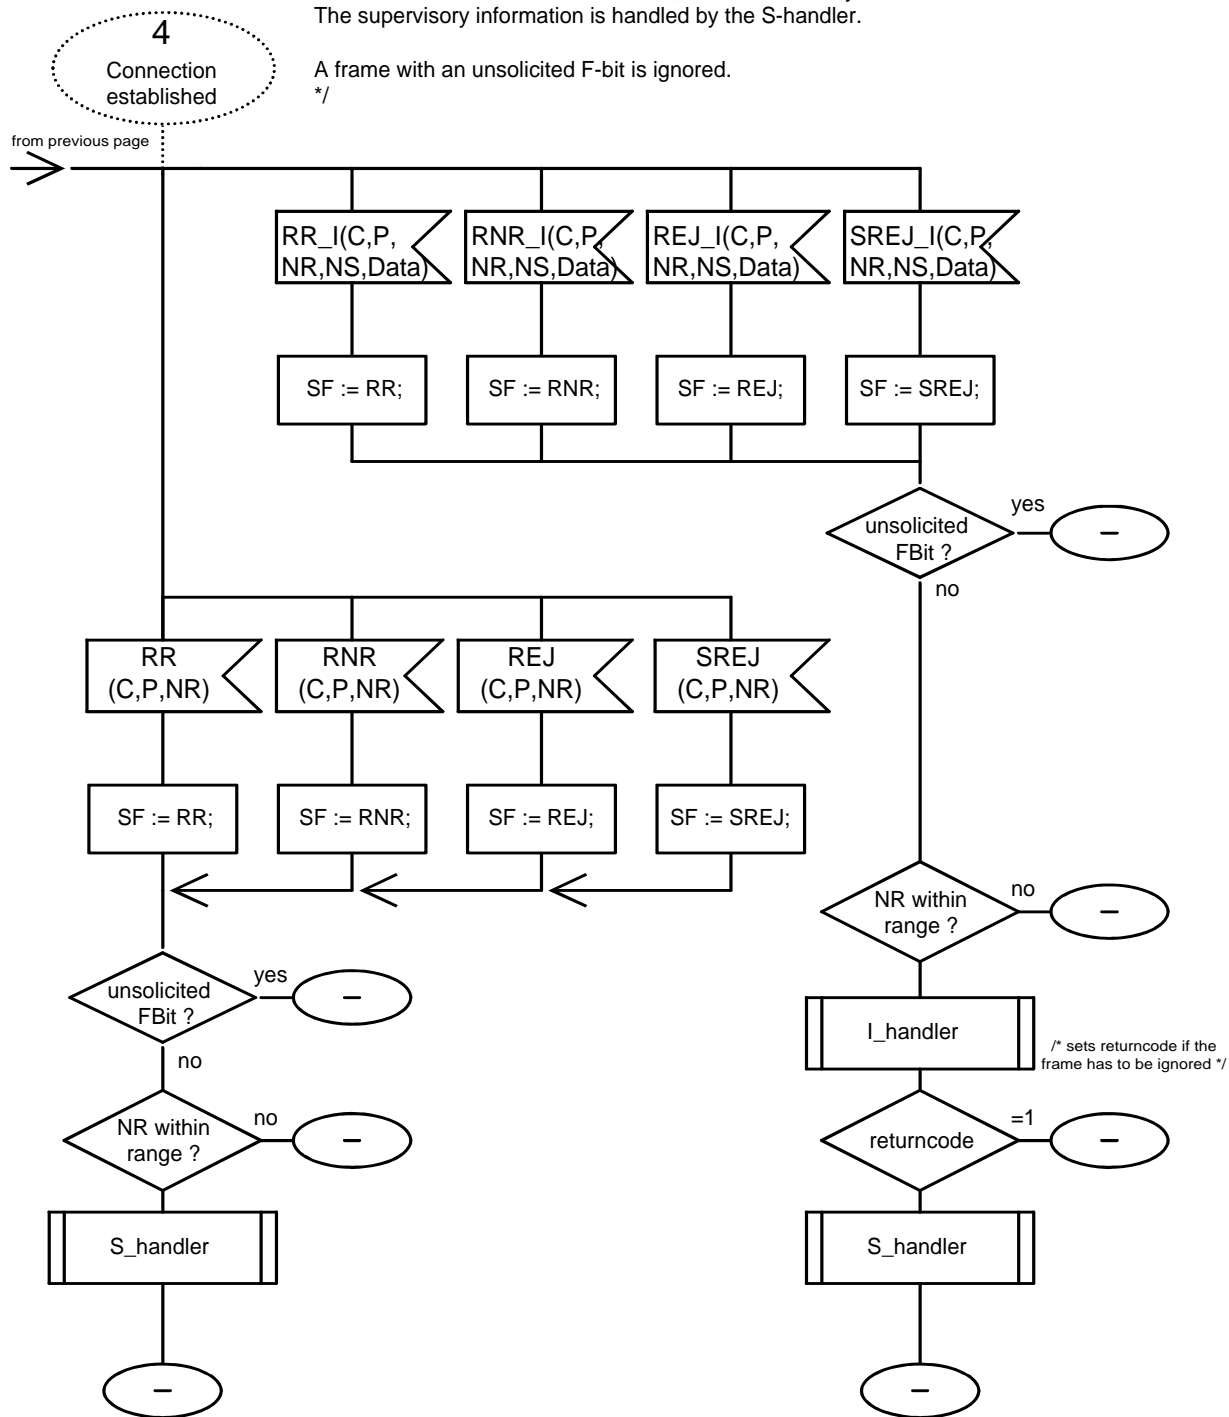 The supervisory information is handled by the S-handler.
4
Connection
established
A frame with an unsolicited F-bit is ignored.
*/
from previous page
RR_I(C,P,
NR,NS,Data)
RNR_I(C,P,
NR,NS,Data)
REJ_I(C,P,
NR,NS,Data)
SREJ_I(C,P,
NR,NS,Data)
SF := RR;
SF := RNR;
SF := REJ;
SF := SREJ;
unsolicited
FBit ?
yes
–
no
RR
(C,P,NR)
RNR
(C,P,NR)
REJ
(C,P,NR)
SREJ
(C,P,NR)
SF := RR;
SF := RNR;
SF := REJ;
SF := SREJ;
NR within
range ?
no
–
unsolicited
FBit ?
yes
–
no
I_handler
/* sets returncode if the
frame has to be ignored */
NR within
range ?
no
–
returncode
=1
–
S_handler
S_handler
–
–